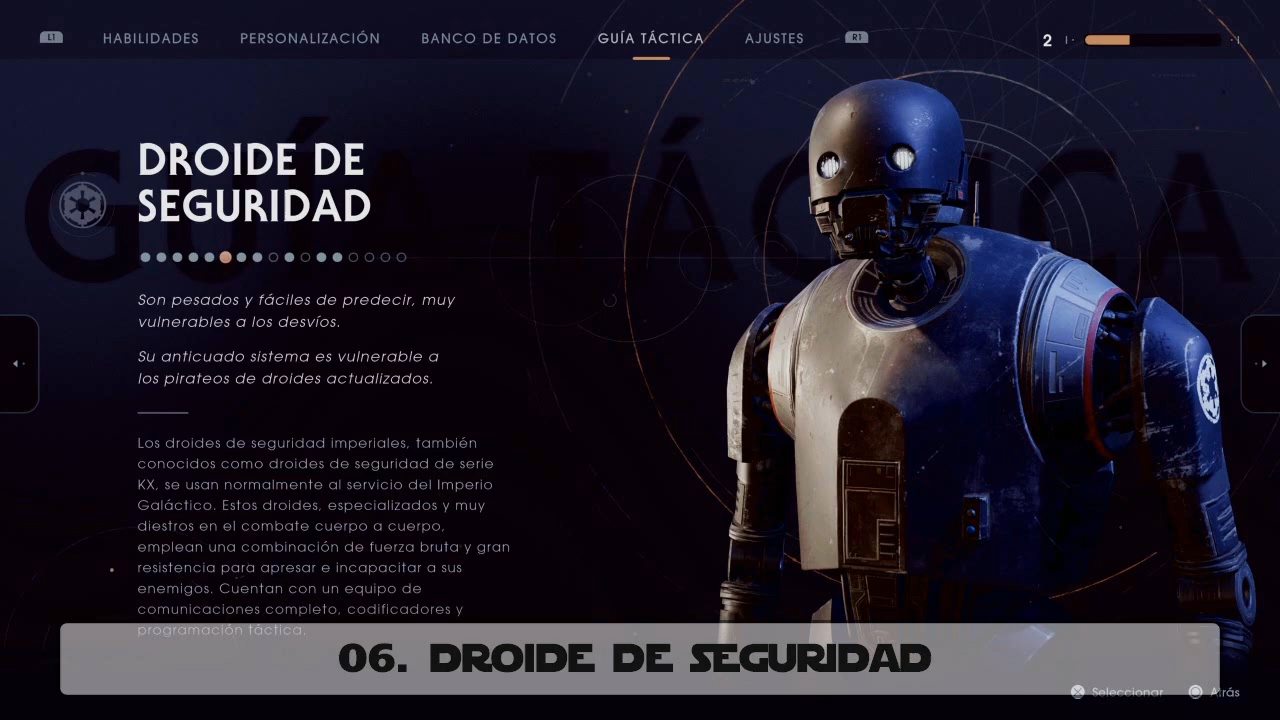 L1 HABILIDADES PERSONALIZACIÓN BANCO DE DATOS GUÍA TÁCTICA AJUSTES R1 2
GUÍA TÁCTICA
DROIDE DE
SEGURIDAD
Son pesados y fáciles de predecir, muy
vulnerables a los desvíos.
Su anticuado sistema es vulnerable a
los pirateos de droides actualizados.
Los droides de seguridad imperiales, también
conocidos como droides de seguridad de serie
KX, se usan normalmente al servicio del Imperio
Galáctico. Estos droides, especializados y muy
diestros en el combate cuerpo a cuerpo,
emplean una combinación de fuerza bruta y gran
resistencia para apresar e incapacitar a sus
enemigos. Cuentan con un equipo de
comunicaciones completo, codificadores y
programación táctica.
06. DROIDE DE SEGURIDAD
Seleccionar Atrás